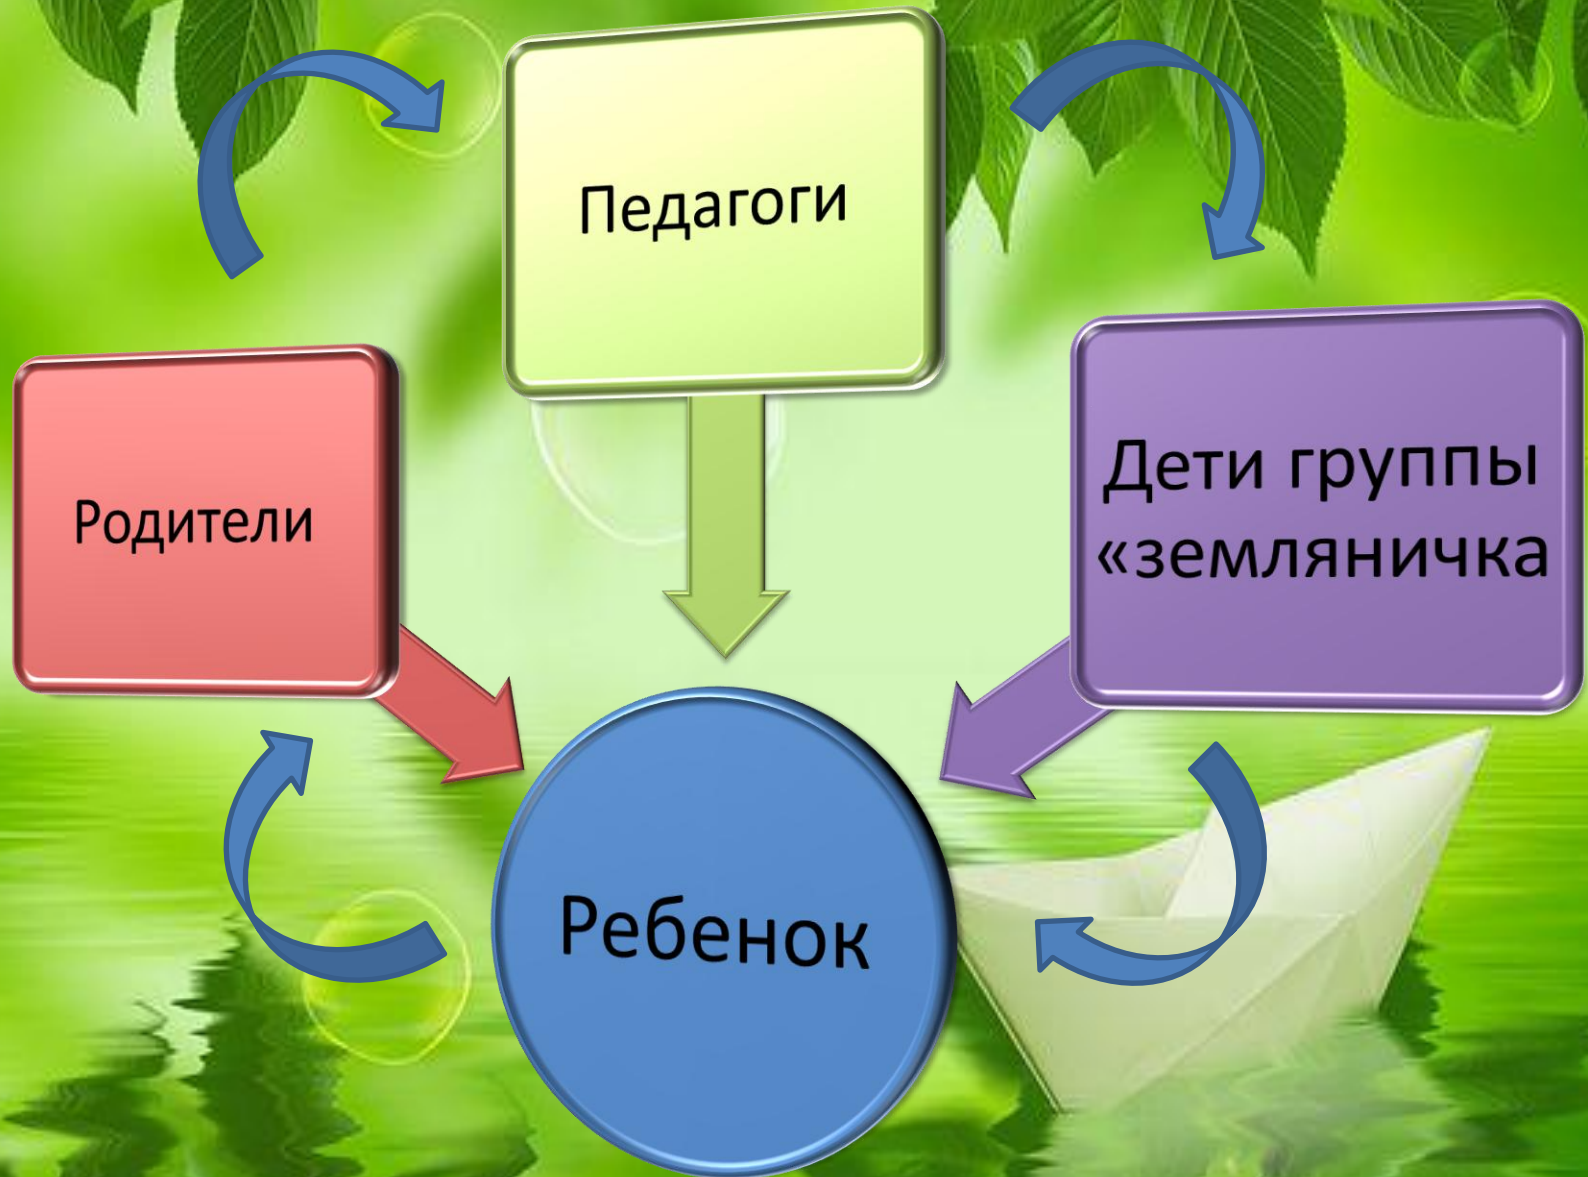 Педагоги
Родители
Дети группы
«земляничка
Ребенок